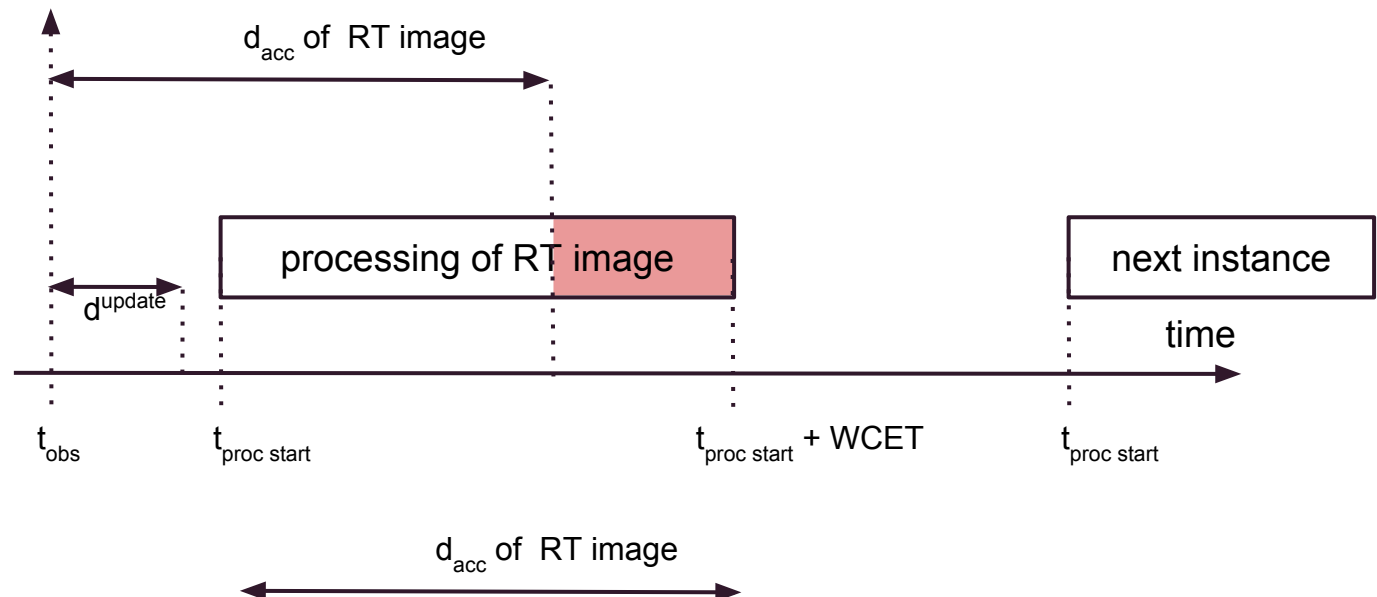 d_acc of RT image
processing of RT image
next instance
d^update
time
t_obs
t_proc start
t_proc start + WCET
t_proc start
d_acc of RT image